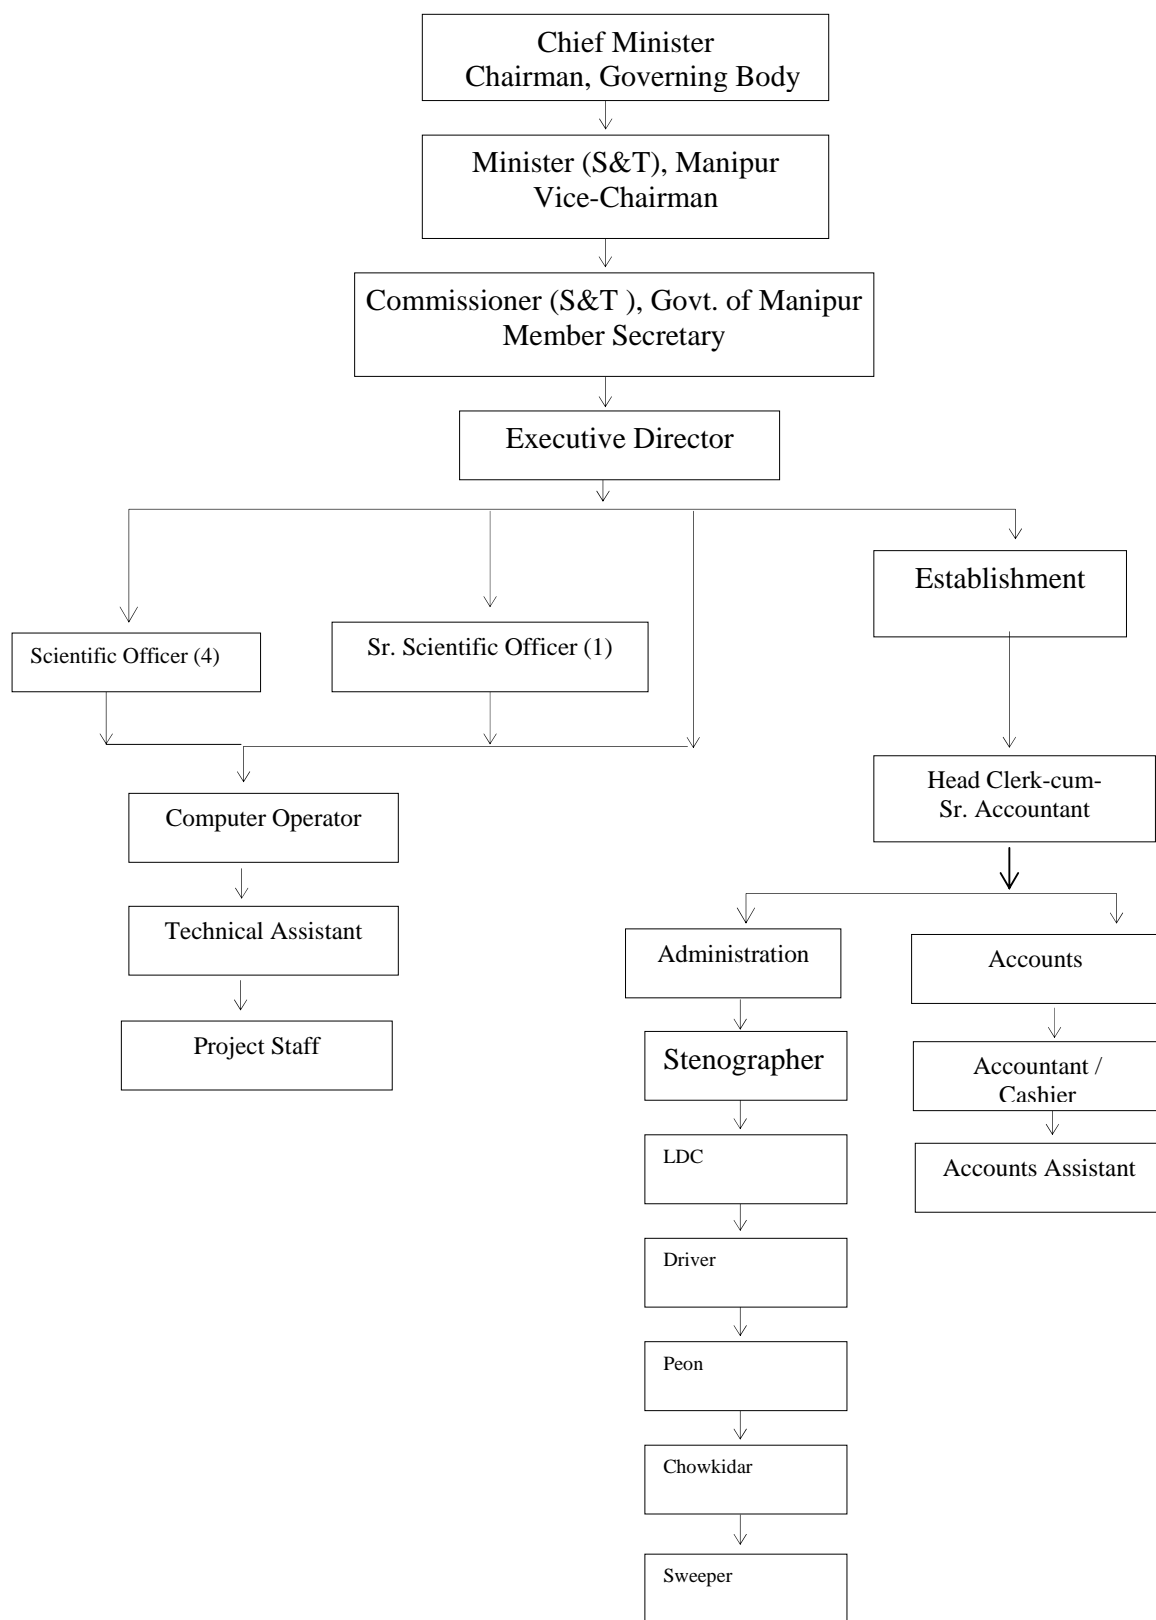 Chief Minister
Chairman, Governing Body
Minister (S&T), Manipur
Vice-Chairman
Commissioner (S&T ), Govt. of Manipur
Member Secretary
Executive Director
Establishment
Scientific Officer (4)
Sr. Scientific Officer (1)
Head Clerk-cum-
Sr. Accountant
Computer Operator
Technical Assistant
Project Staff
Administration
Accounts
Stenographer
Accountant /
Cashier
LDC
Accounts Assistant
Driver
Peon
Chowkidar
Sweeper